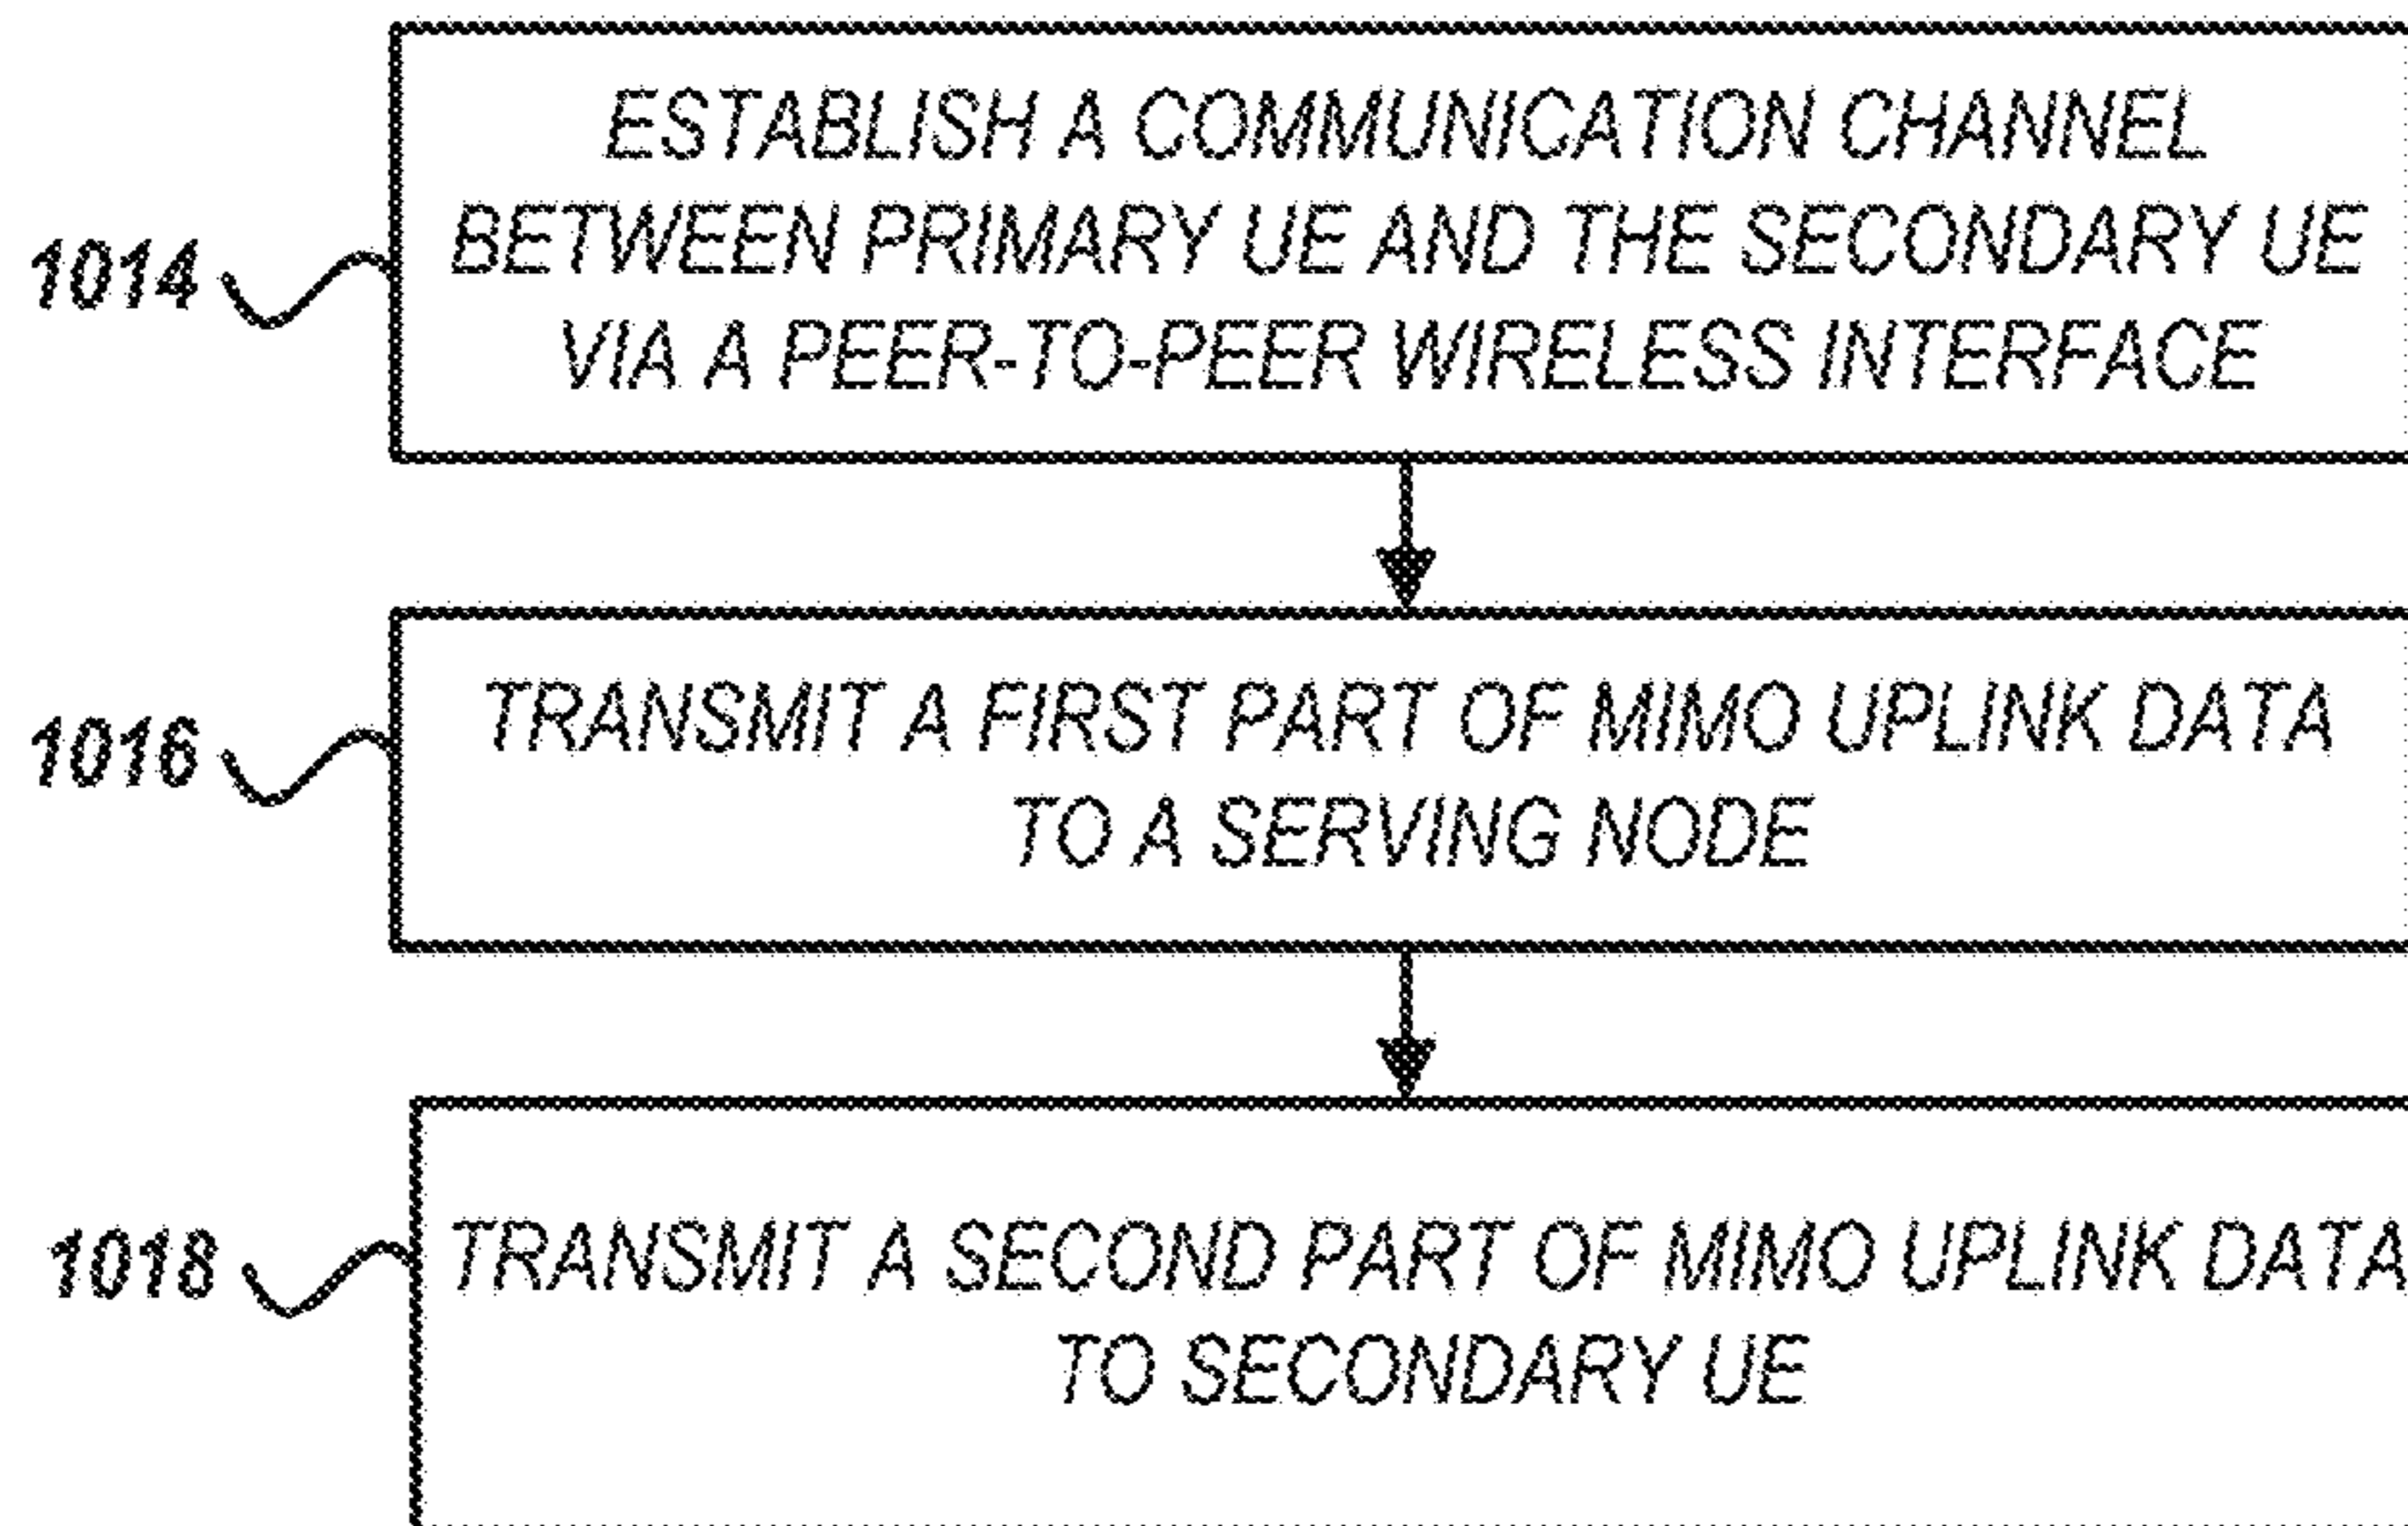 ESTABLISH A COMMUNICATION CHANNEL
BETWEEN PRIMARY UE AND THE SECONDARY UE
VIA A PEER-TO-PEER WIRELESS INTERFACE
1014
TRANSMIT A FIRST PART OF MIMO UPLINK DATA
TO A SERVING NODE
1016
TRANSMIT A SECOND PART OF MIMO UPLINK DATA
TO SECONDARY UE
1018